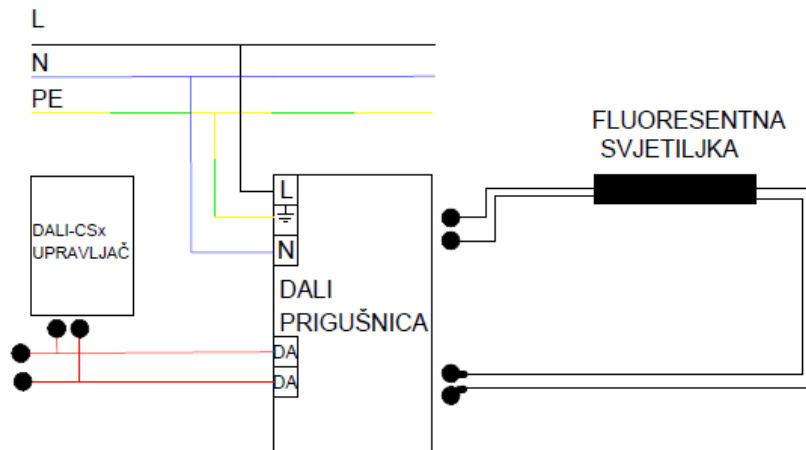 L
N
PE
FLUORESENTNA
SVJETILJKA
DALI-CSx
UPRAVLJAČ
L
N
DALI
PRIGUŠNICA
DA
DA